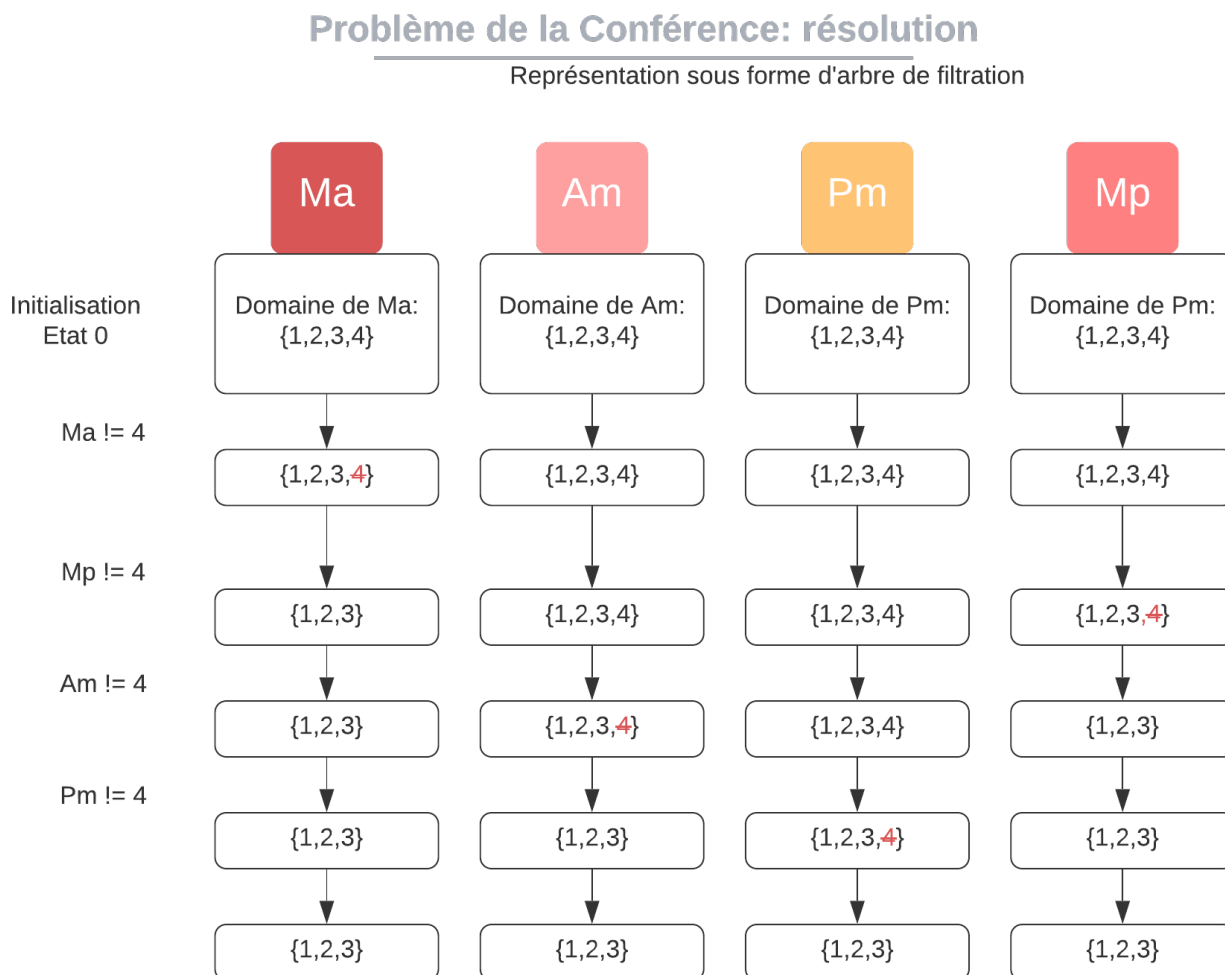 Problème de la Conférence: résolution
Représentation sous forme d'arbre de filtration
Ma
Am
Pm
Mp
Initialisation
Etat 0
Domaine de Ma:
{1,2,3,4}
Domaine de Am:
{1,2,3,4}
Domaine de Pm:
{1,2,3,4}
Domaine de Pm:
{1,2,3,4}
Ma != 4
{1,2,3,4}
{1,2,3,4}
{1,2,3,4}
{1,2,3,4}
Mp != 4
{1,2,3}
{1,2,3,4}
{1,2,3,4}
{1,2,3,4}
Am != 4
{1,2,3}
{1,2,3,4}
{1,2,3,4}
{1,2,3}
Pm != 4
{1,2,3}
{1,2,3}
{1,2,3,4}
{1,2,3}
{1,2,3}
{1,2,3}
{1,2,3}
{1,2,3}